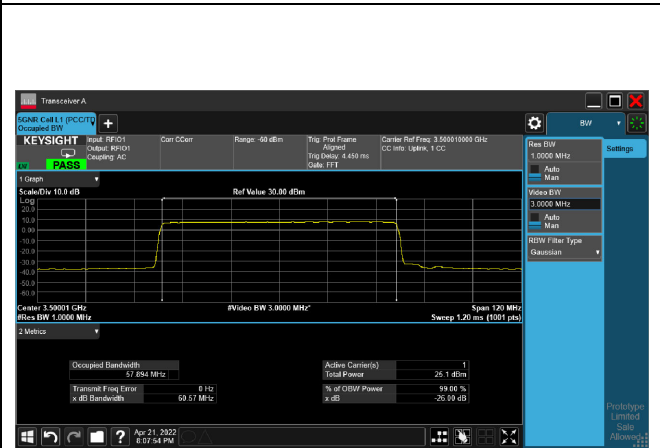 Transceiver A
5GNR Cell L1 (PCC/T
Occupied BW
BW
KEYSIGHT
PASS
Input: RFIO1
Output: RFIO1
Coupling: AC
Corr CCorr
Range: -60 dBm
Trig: Prot Frame
Aligned
Trig Delay: 4.450 ms
Gate: FFT
Carrier Ref Freq: 3.500010000 GHz
CC Info: Uplink, 1 CC
Res BW
1.0000 MHz
Auto
Man
Settings
Video BW
3.0000 MHz
Auto
Man
RBW Filter Type
Gaussian
1 Graph
Scale/Div 10.0 dB
Ref Value 30.00 dBm
Log
20.0
10.0
0.00
-10.0
-20.0
-30.0
-40.0
-50.0
-60.0
Center 3.50001 GHz
#Video BW 3.0000 MHz*
Span 120 MHz
#Res BW 1.0000 MHz
Sweep 1.20 ms (1001 pts)
2 Metrics
Occupied Bandwidth
57.894 MHz
Active Carrier(s) 1
Total Power 25.1 dBm
Transmit Freq Error 0 Hz
x dB Bandwidth 60.57 MHz
% of OBW Power 99.00 %
x dB -26.00 dB
Prototype
Limited
Sale
Allowed
Apr 21, 2022
8:07:54 PM